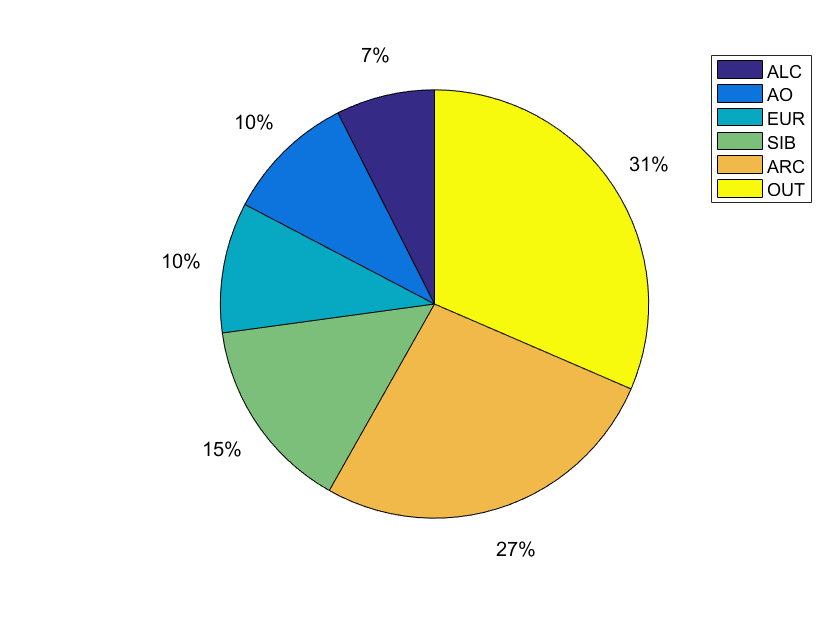 7%
10%
10%
15%
27%
31%
ALC
AO
EUR
SIB
ARC
OUT